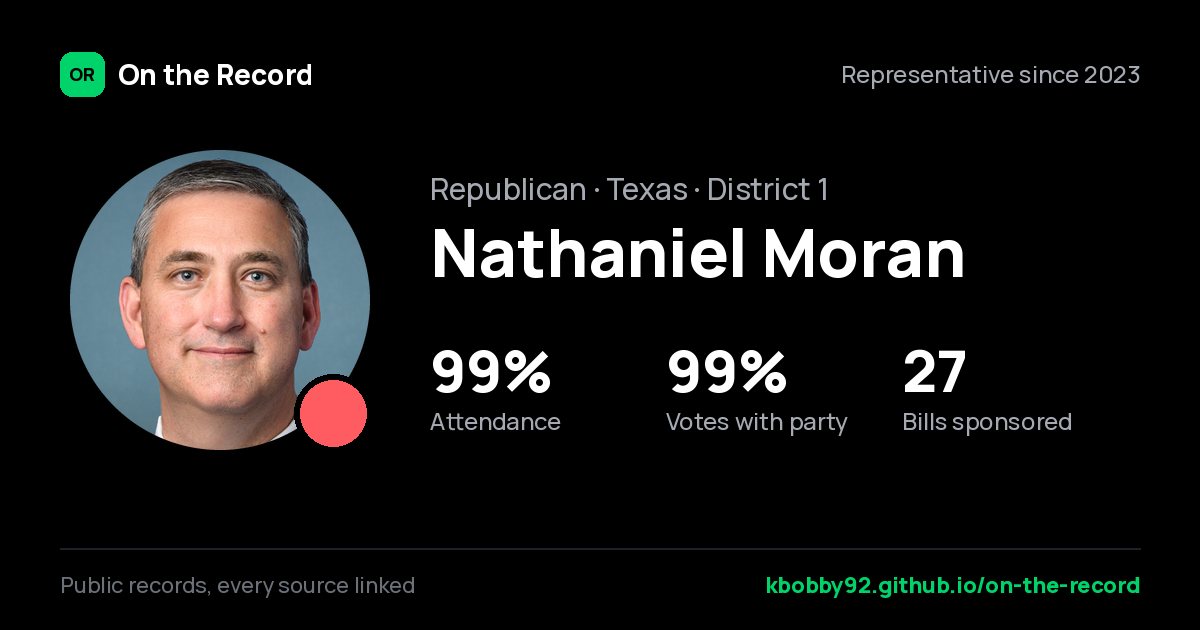 OR On the Record
Representative since 2023
Republican · Texas · District 1
Nathaniel Moran
99% 99% 27
Attendance Votes with party Bills sponsored
Public records, every source linked
kbobby92.github.io/on-the-record